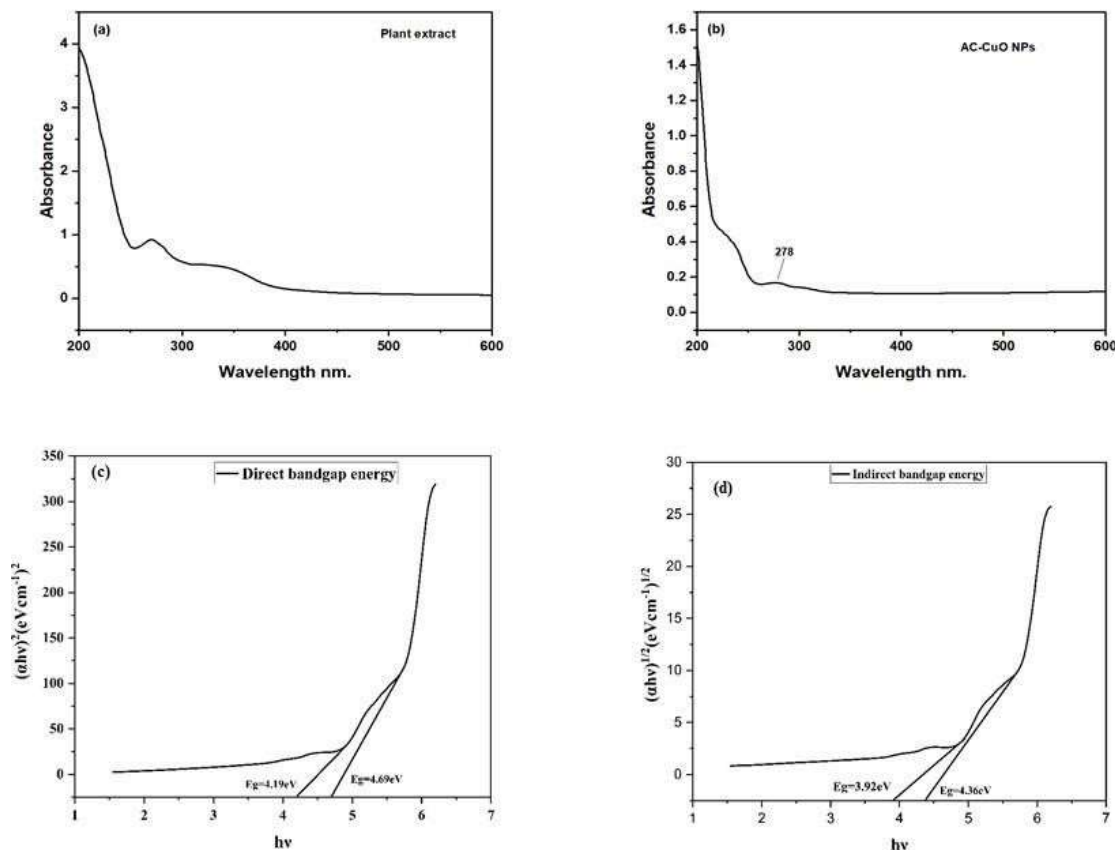 (a)
Plant extract
Absorbance
4
3
2
1
0
200 300 400 500 600
Wavelength nm.
(b)
AC-CuO NPs
Absorbance
1.6
1.4
1.2
1.0
0.8
0.6
0.4
0.2
0.0
278
200 300 400 500 600
Wavelength nm.
(c)
Direct bandgap energy
(αhν)²(eVcm⁻¹)²
350
300
250
200
150
100
50
0
Eg=4.19eV
Eg=4.69eV
1 2 3 4 5 6 7
hν
(d)
Indirect bandgap energy
(αhν)¹/²(eVcm⁻¹)¹/²
30
25
20
15
10
5
0
Eg=3.92eV
Eg=4.36eV
1 2 3 4 5 6 7
hν